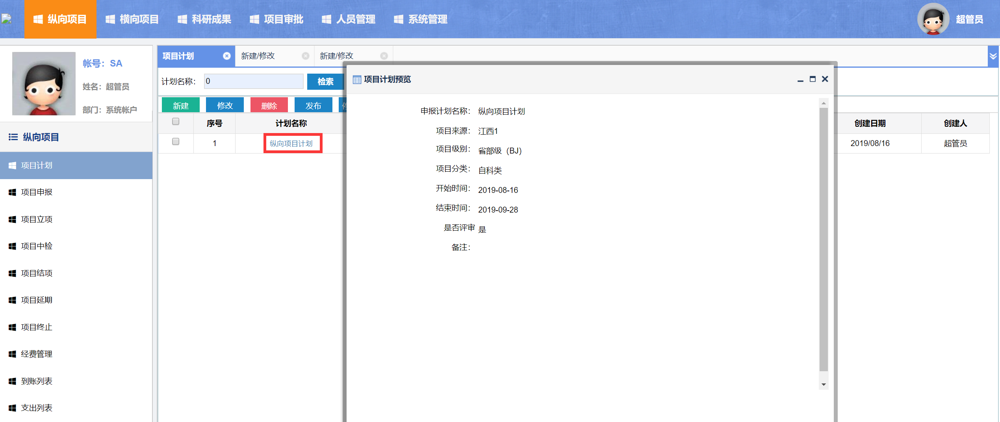 纵向项目 横向项目 科研成果 项目审批 人员管理 系统管理 超管员
帐号：SA
姓名：超管员
部门：系统帐户
纵向项目
项目计划
项目申报
项目立项
项目中检
项目结项
项目延期
项目终止
经费管理
到账列表
支出列表
项目计划 新建/修改 新建/修改
计划名称： 0 检索
新建 修改 删除 发布
序号 计划名称 创建日期 创建人
1 纵向项目计划 2019/08/16 超管员
项目计划预览
申报计划名称： 纵向项目计划
项目来源： 江西1
项目级别： 省部级（BJ）
项目分类： 自科类
开始时间： 2019-08-16
结束时间： 2019-09-28
是否评审 是
备注：